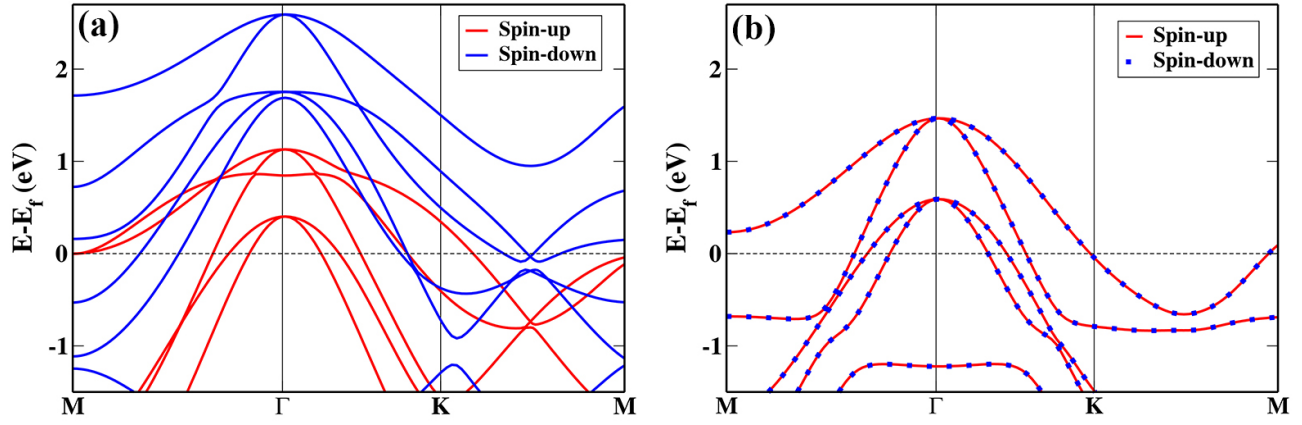 (a)
Spin-up
Spin-down
E-E_f (eV)
2
1
0
-1
M Γ K M
(b)
Spin-up
Spin-down
E-E_f (eV)
2
1
0
-1
M Γ K M